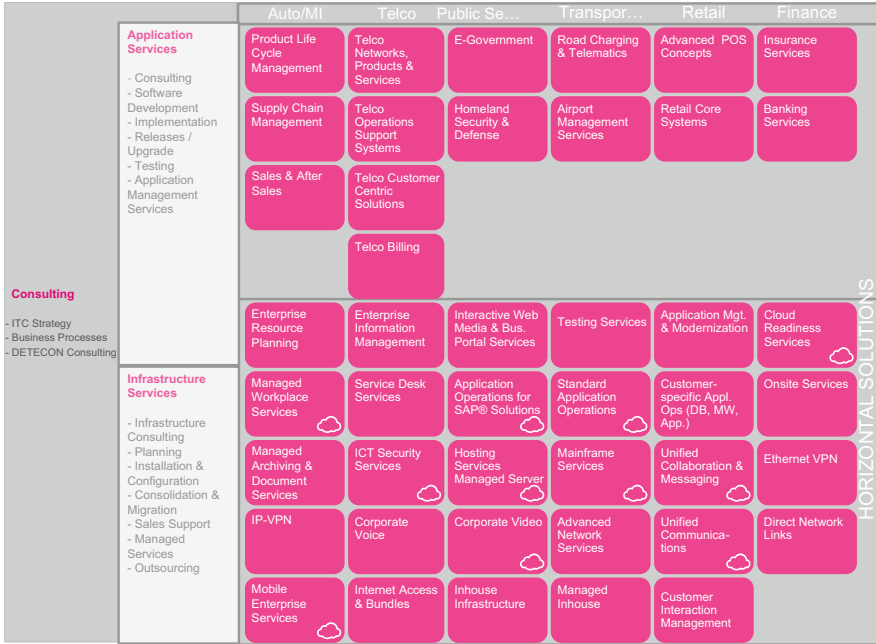 Auto/MI
Telco
Public Se...
Transpor...
Retail
Finance
Application
Services
- Consulting
- Software
Development
- Implementation
- Releases /
Upgrade
- Testing
- Application
Management
Services
Product Life
Cycle
Management
Telco
Networks,
Products &
Services
E-Government
Road Charging
& Telematics
Advanced POS
Concepts
Insurance
Services
Supply Chain
Management
Telco
Operations
Support
Systems
Homeland
Security &
Defense
Airport
Management
Services
Retail Core
Systems
Banking
Services
Sales & After
Sales
Telco Customer
Centric
Solutions
Telco Billing
Consulting
- ITC Strategy
- Business Processes
- DETECON Consulting
Enterprise
Resource
Planning
Enterprise
Information
Management
Interactive Web
Media & Bus.
Portal Services
Testing Services
Application Mgt.
& Modernization
Cloud
Readiness
Services
Infrastructure
Services
- Infrastructure
Consulting
- Planning
- Installation &
Configuration
- Consolidation &
Migration
- Sales Support
- Managed
Services
- Outsourcing
Managed
Workplace
Services
Service Desk
Services
Application
Operations for
SAP® Solutions
Standard
Application
Operations
Customer-
specific Appl.
Ops (DB, MW,
App.)
Onsite Services
Managed
Archiving &
Document
Services
ICT Security
Services
Hosting
Services
Managed Server
Mainframe
Services
Unified
Collaboration &
Messaging
Ethernet VPN
IP-VPN
Corporate
Voice
Corporate Video
Advanced
Network
Services
Unified
Communica-
tions
Direct Network
Links
Mobile
Enterprise
Services
Internet Access
& Bundles
Inhouse
Infrastructure
Managed
Inhouse
Customer
Interaction
Management
HORIZONTAL SOLUTIONS